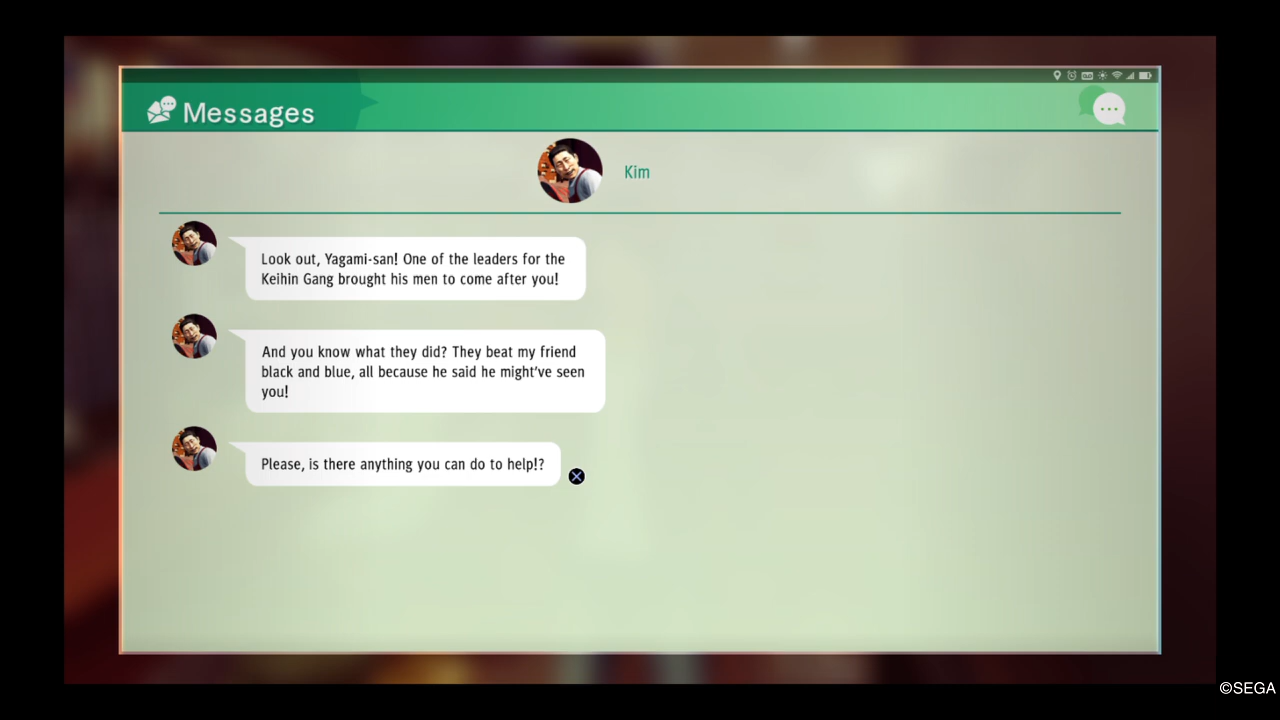 Messages
Kim
Look out, Yagami-san! One of the leaders for the
Keihin Gang brought his men to come after you!
And you know what they did? They beat my friend
black and blue, all because he said he might've seen
you!
Please, is there anything you can do to help!?
©SEGA